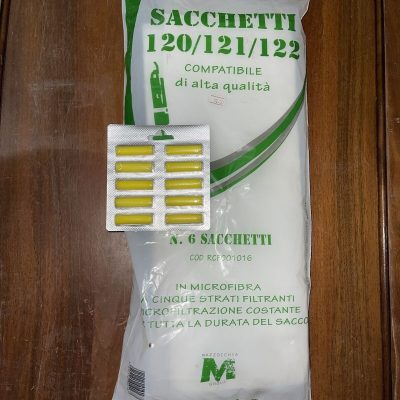 SACCHETTI
120/121/122
COMPATIBILE
di alta qualità
N. 6 SACCHETTI
IN MICROFIBRA
A CINQUE STRATI FILTRANTI
MICROFILTRAZIONE COSTANTE
TUTTA LA DURATA DEL SACCO
M